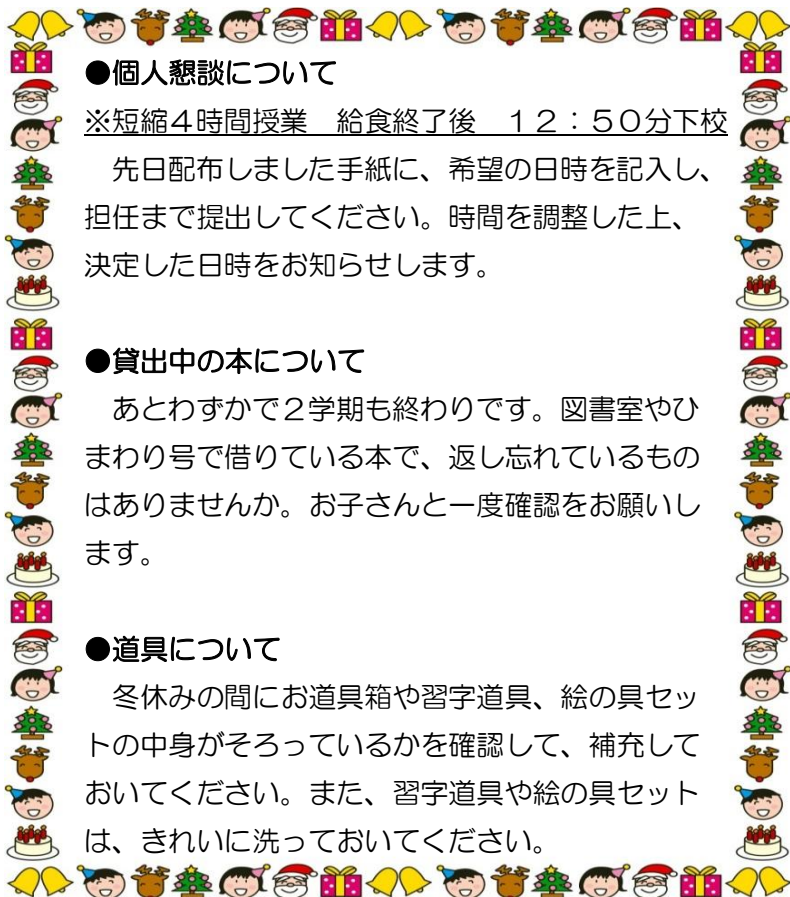 ●個人懇談について
※短縮４時間授業　給食終了後　１２：５０分下校
　先日配布しました手紙に、希望の日時を記入し、
担任まで提出してください。時間を調整した上、
決定した日時をお知らせします。
●貸出中の本について
　あとわずかで２学期も終わりです。図書室やひ
まわり号で借りている本で、返し忘れているもの
はありませんか。お子さんと一度確認をお願いし
ます。
●道具について
　冬休みの間にお道具箱や習字道具、絵の具セッ
トの中身がそろっているかを確認して、補充して
おいてください。また、習字道具や絵の具セット
は、きれいに洗っておいてください。